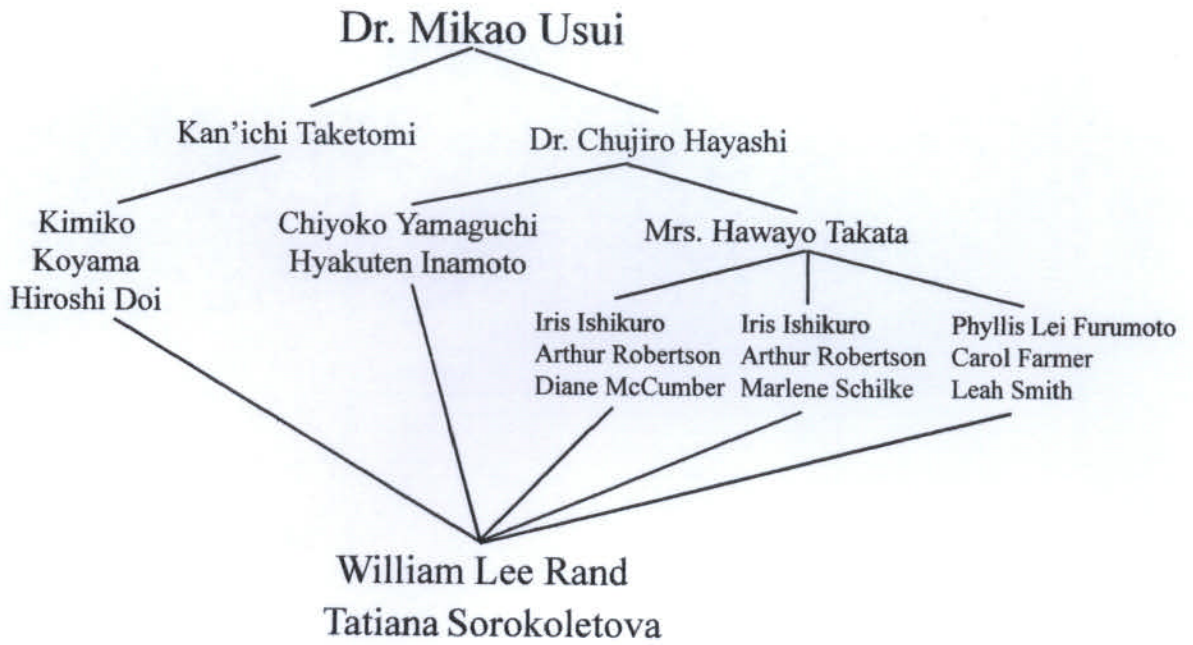 Dr. Mikao Usui
Kan’ichi Taketomi
Dr. Chujiro Hayashi
Kimiko
Koyama
Hiroshi Doi
Chiyoko Yamaguchi
Hyakuten Inamoto
Mrs. Hawayo Takata
Iris Ishikuro
Arthur Robertson
Diane McCumber
Iris Ishikuro
Arthur Robertson
Marlene Schilke
Phyllis Lei Furumoto
Carol Farmer
Leah Smith
William Lee Rand
Tatiana Sorokoletova